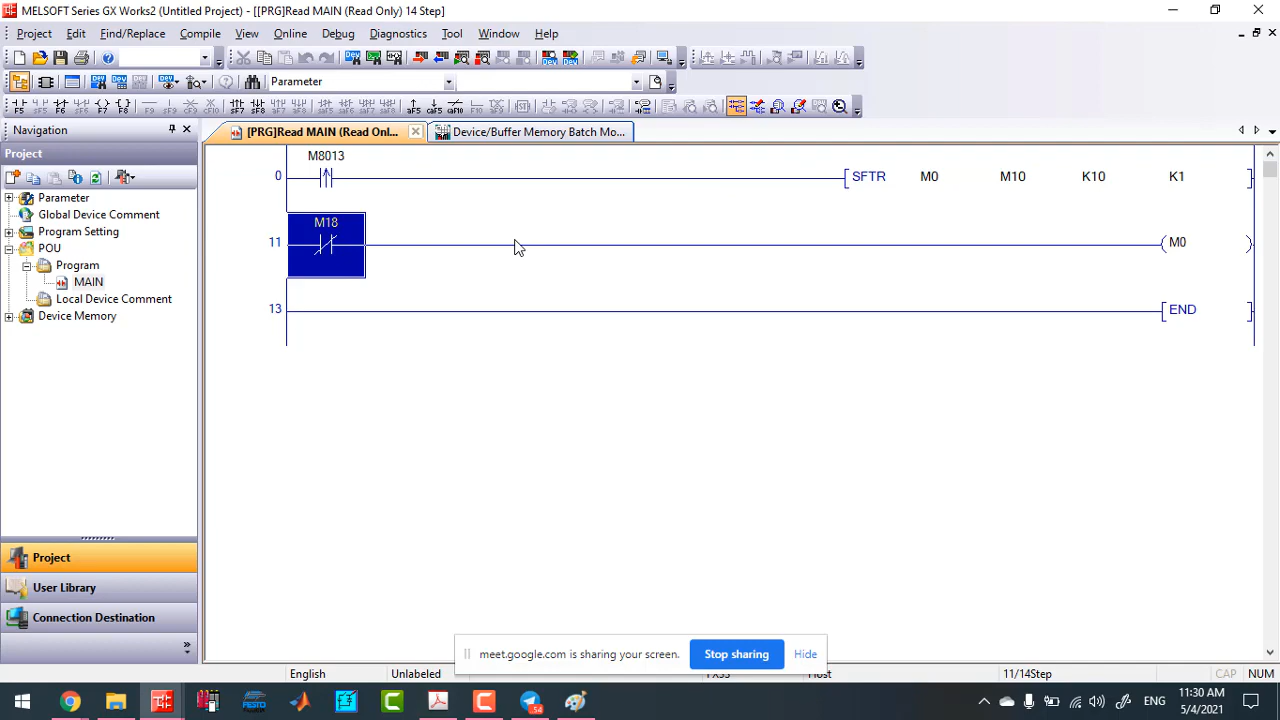 MELSOFT Series GX Works2 (Untitled Project) - [[PRG]Read MAIN (Read Only) 14 Step]
Project Edit Find/Replace Compile View Online Debug Diagnostics Tool Window Help
Parameter
Navigation
[PRG]Read MAIN (Read Onl...
Device/Buffer Memory Batch Mo...
Project
Parameter
Global Device Comment
Program Setting
POU
Program
MAIN
Local Device Comment
Device Memory
M8013
0 SFTR M0 M10 K10 K1
M18
11 M0
13 END
Project
User Library
Connection Destination
meet.google.com is sharing your screen. Stop sharing Hide
English Unlabeled Host 11/14Step CAP NUM
54
FESTO
ENG
11:30 AM
5/4/2021